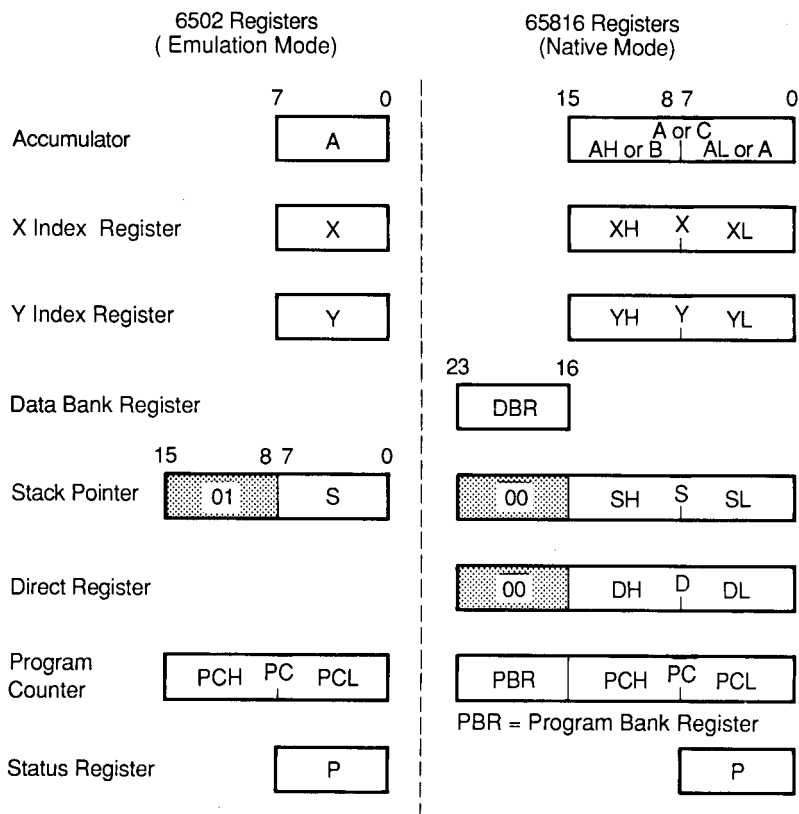 6502 Registers
( Emulation Mode)
65816 Registers
(Native Mode)
7 0
15 8 7 0
Accumulator
A
A or C
AH or B AL or A
X Index Register
X
XH X XL
Y Index Register
Y
YH Y YL
23 16
Data Bank Register
DBR
15 8 7 0
Stack Pointer
01 S
00 SH S SL
Direct Register
00 DH D DL
Program
Counter
PCH PC PCL
PBR PCH PC PCL
PBR = Program Bank Register
Status Register
P
P